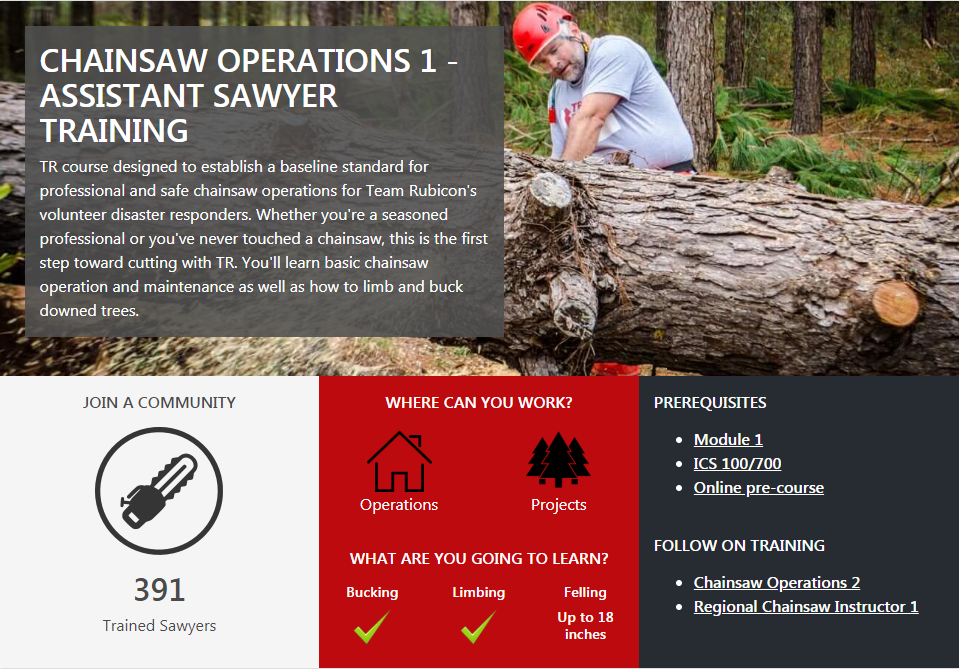 CHAINSAW OPERATIONS 1 -
ASSISTANT SAWYER
TRAINING
TR course designed to establish a baseline standard for
professional and safe chainsaw operations for Team Rubicon's
volunteer disaster responders. Whether you're a seasoned
professional or you've never touched a chainsaw, this is the first
step toward cutting with TR. You'll learn basic chainsaw
operation and maintenance as well as how to limb and buck
downed trees.
JOIN A COMMUNITY
391
Trained Sawyers
WHERE CAN YOU WORK?
Operations
Projects
WHAT ARE YOU GOING TO LEARN?
Bucking
Limbing
Felling
Up to 18
inches
PREREQUISITES
Module 1
ICS 100/700
Online pre-course
FOLLOW ON TRAINING
Chainsaw Operations 2
Regional Chainsaw Instructor 1